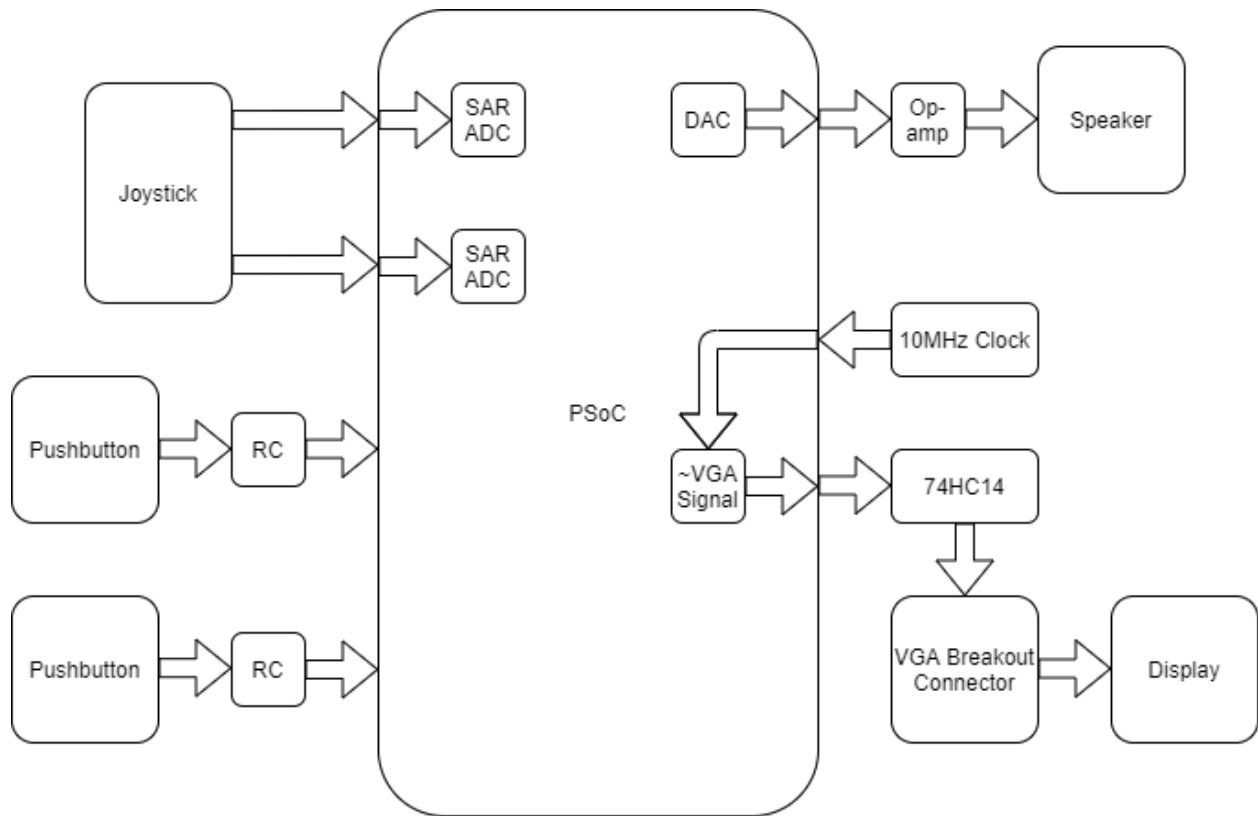 Joystick
SAR
ADC
SAR
ADC
DAC
Op-
amp
Speaker
10MHz Clock
PSoC
Pushbutton
RC
~VGA
Signal
74HC14
Pushbutton
RC
VGA Breakout
Connector
Display